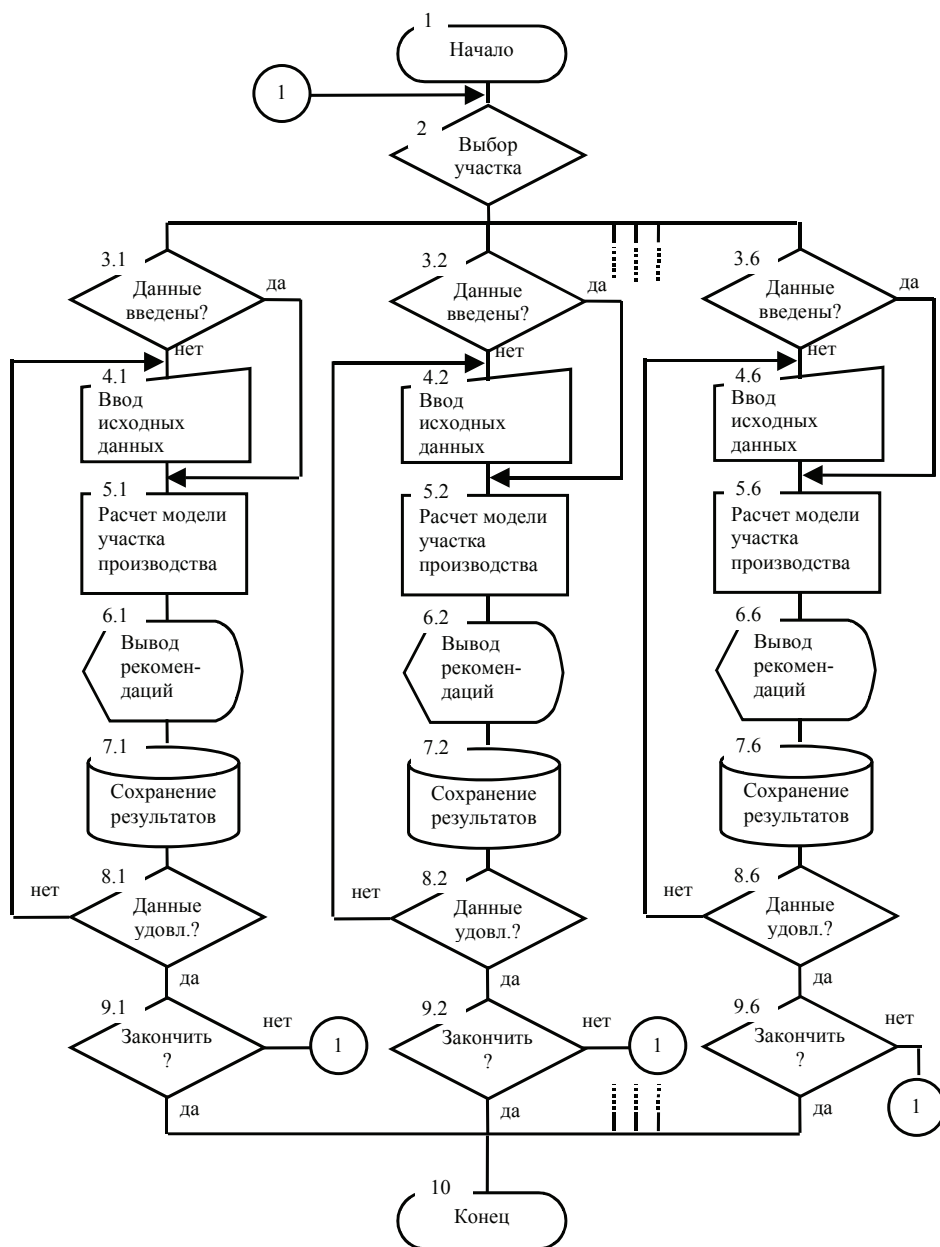 1
Начало
1
2
Выбор
участка
3.1
Данные
введены?
да
нет
3.2
Данные
введены?
да
нет
3.6
Данные
введены?
да
нет
4.1
Ввод
исходных
данных
4.2
Ввод
исходных
данных
4.6
Ввод
исходных
данных
5.1
Расчет модели
участка
производства
5.2
Расчет модели
участка
производства
5.6
Расчет модели
участка
производства
6.1
Вывод
рекомен-
даций
6.2
Вывод
рекомен-
даций
6.6
Вывод
рекомен-
даций
7.1
Сохранение
результатов
7.2
Сохранение
результатов
7.6
Сохранение
результатов
нет
8.1
Данные
удовл.?
да
нет
8.2
Данные
удовл.?
да
нет
8.6
Данные
удовл.?
да
9.1
Закончить
?
нет
1
да
9.2
Закончить
?
нет
1
да
9.6
Закончить
?
нет
1
да
10
Конец